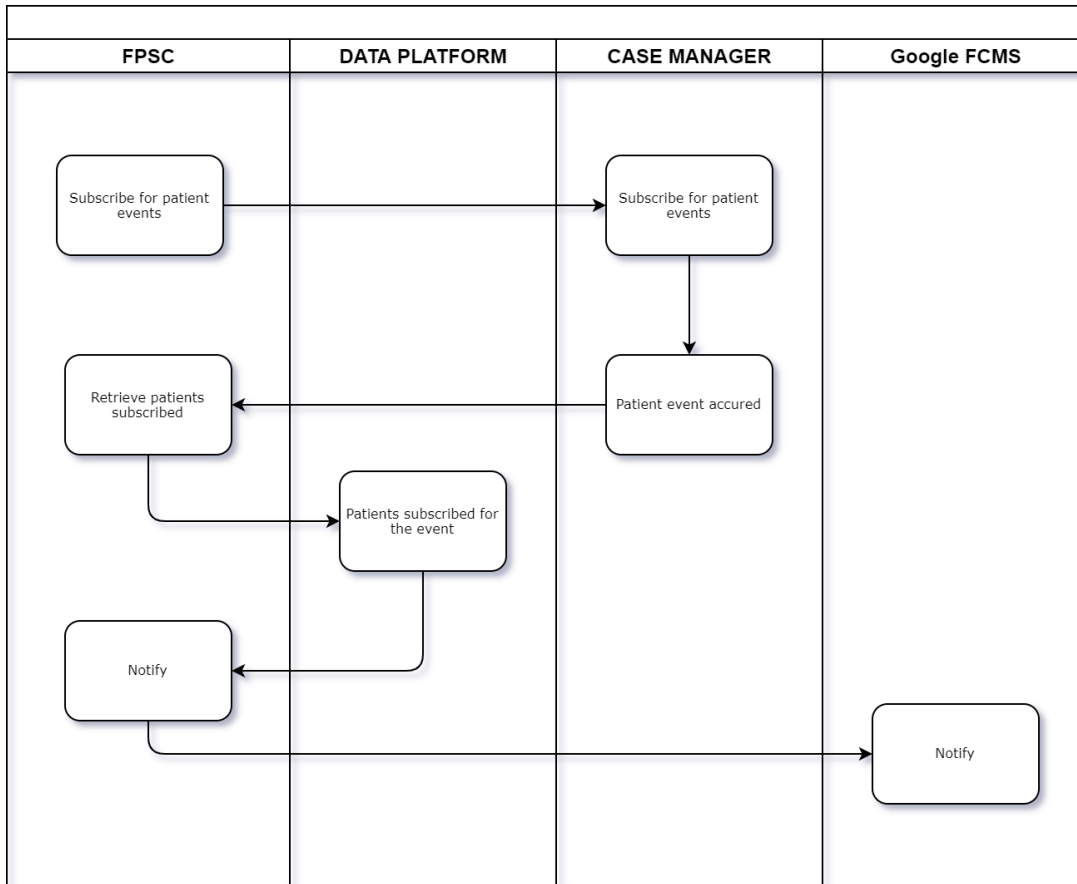 FPSC
DATA PLATFORM
CASE MANAGER
Google FCMS
Subscribe for patient
events
Subscribe for patient
events
Retrieve patients
subscribed
Patient event accured
Patients subscribed for
the event
Notify
Notify